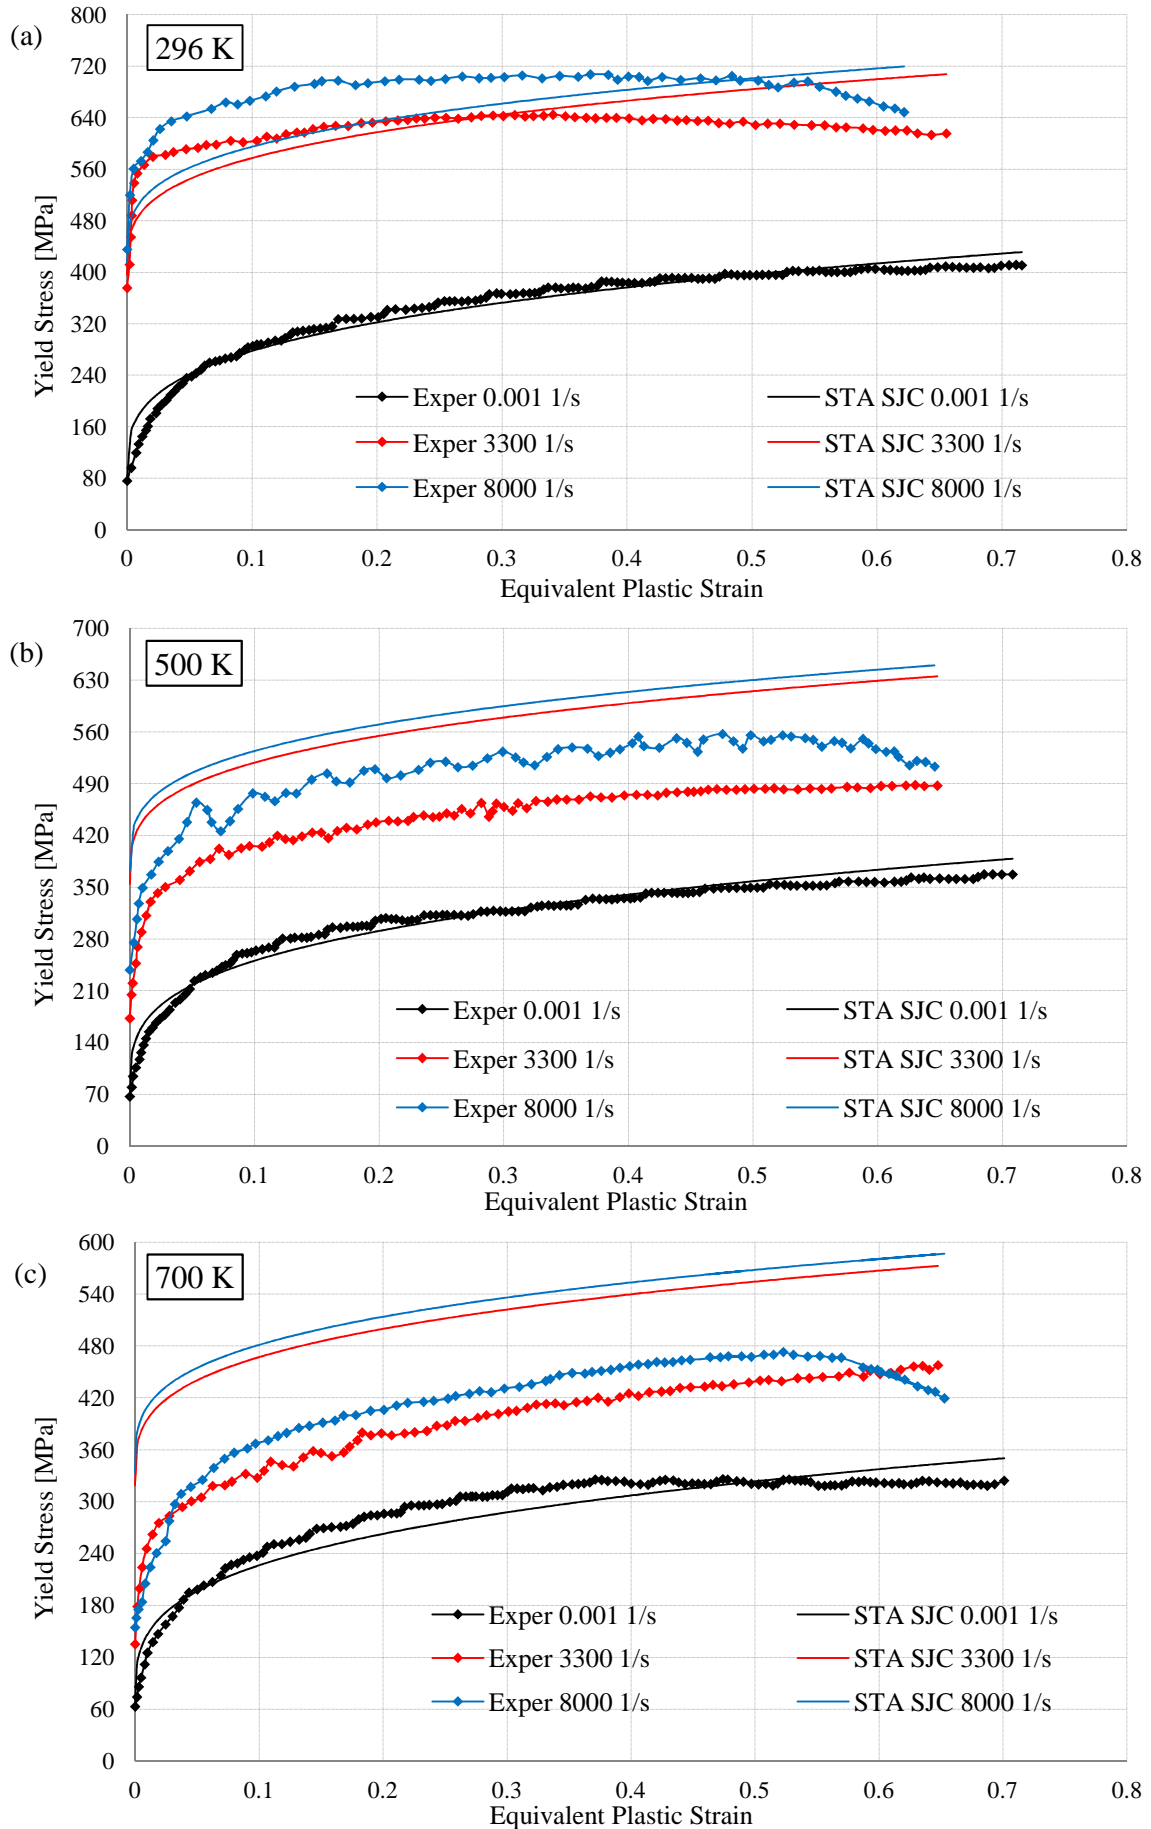 (a)
296 K
800
720
640
560
480
400
320
240
160
80
0
Yield Stress [MPa]
Exper 0.001 1/s
STA SJC 0.001 1/s
Exper 3300 1/s
STA SJC 3300 1/s
Exper 8000 1/s
STA SJC 8000 1/s
0 0.1 0.2 0.3 0.4 0.5 0.6 0.7 0.8
Equivalent Plastic Strain
(b)
500 K
700
630
560
490
420
350
280
210
140
70
0
Yield Stress [MPa]
Exper 0.001 1/s
STA SJC 0.001 1/s
Exper 3300 1/s
STA SJC 3300 1/s
Exper 8000 1/s
STA SJC 8000 1/s
0 0.1 0.2 0.3 0.4 0.5 0.6 0.7 0.8
Equivalent Plastic Strain
(c)
700 K
600
540
480
420
360
300
240
180
120
60
0
Yield Stress [MPa]
Exper 0.001 1/s
STA SJC 0.001 1/s
Exper 3300 1/s
STA SJC 3300 1/s
Exper 8000 1/s
STA SJC 8000 1/s
0 0.1 0.2 0.3 0.4 0.5 0.6 0.7 0.8
Equivalent Plastic Strain